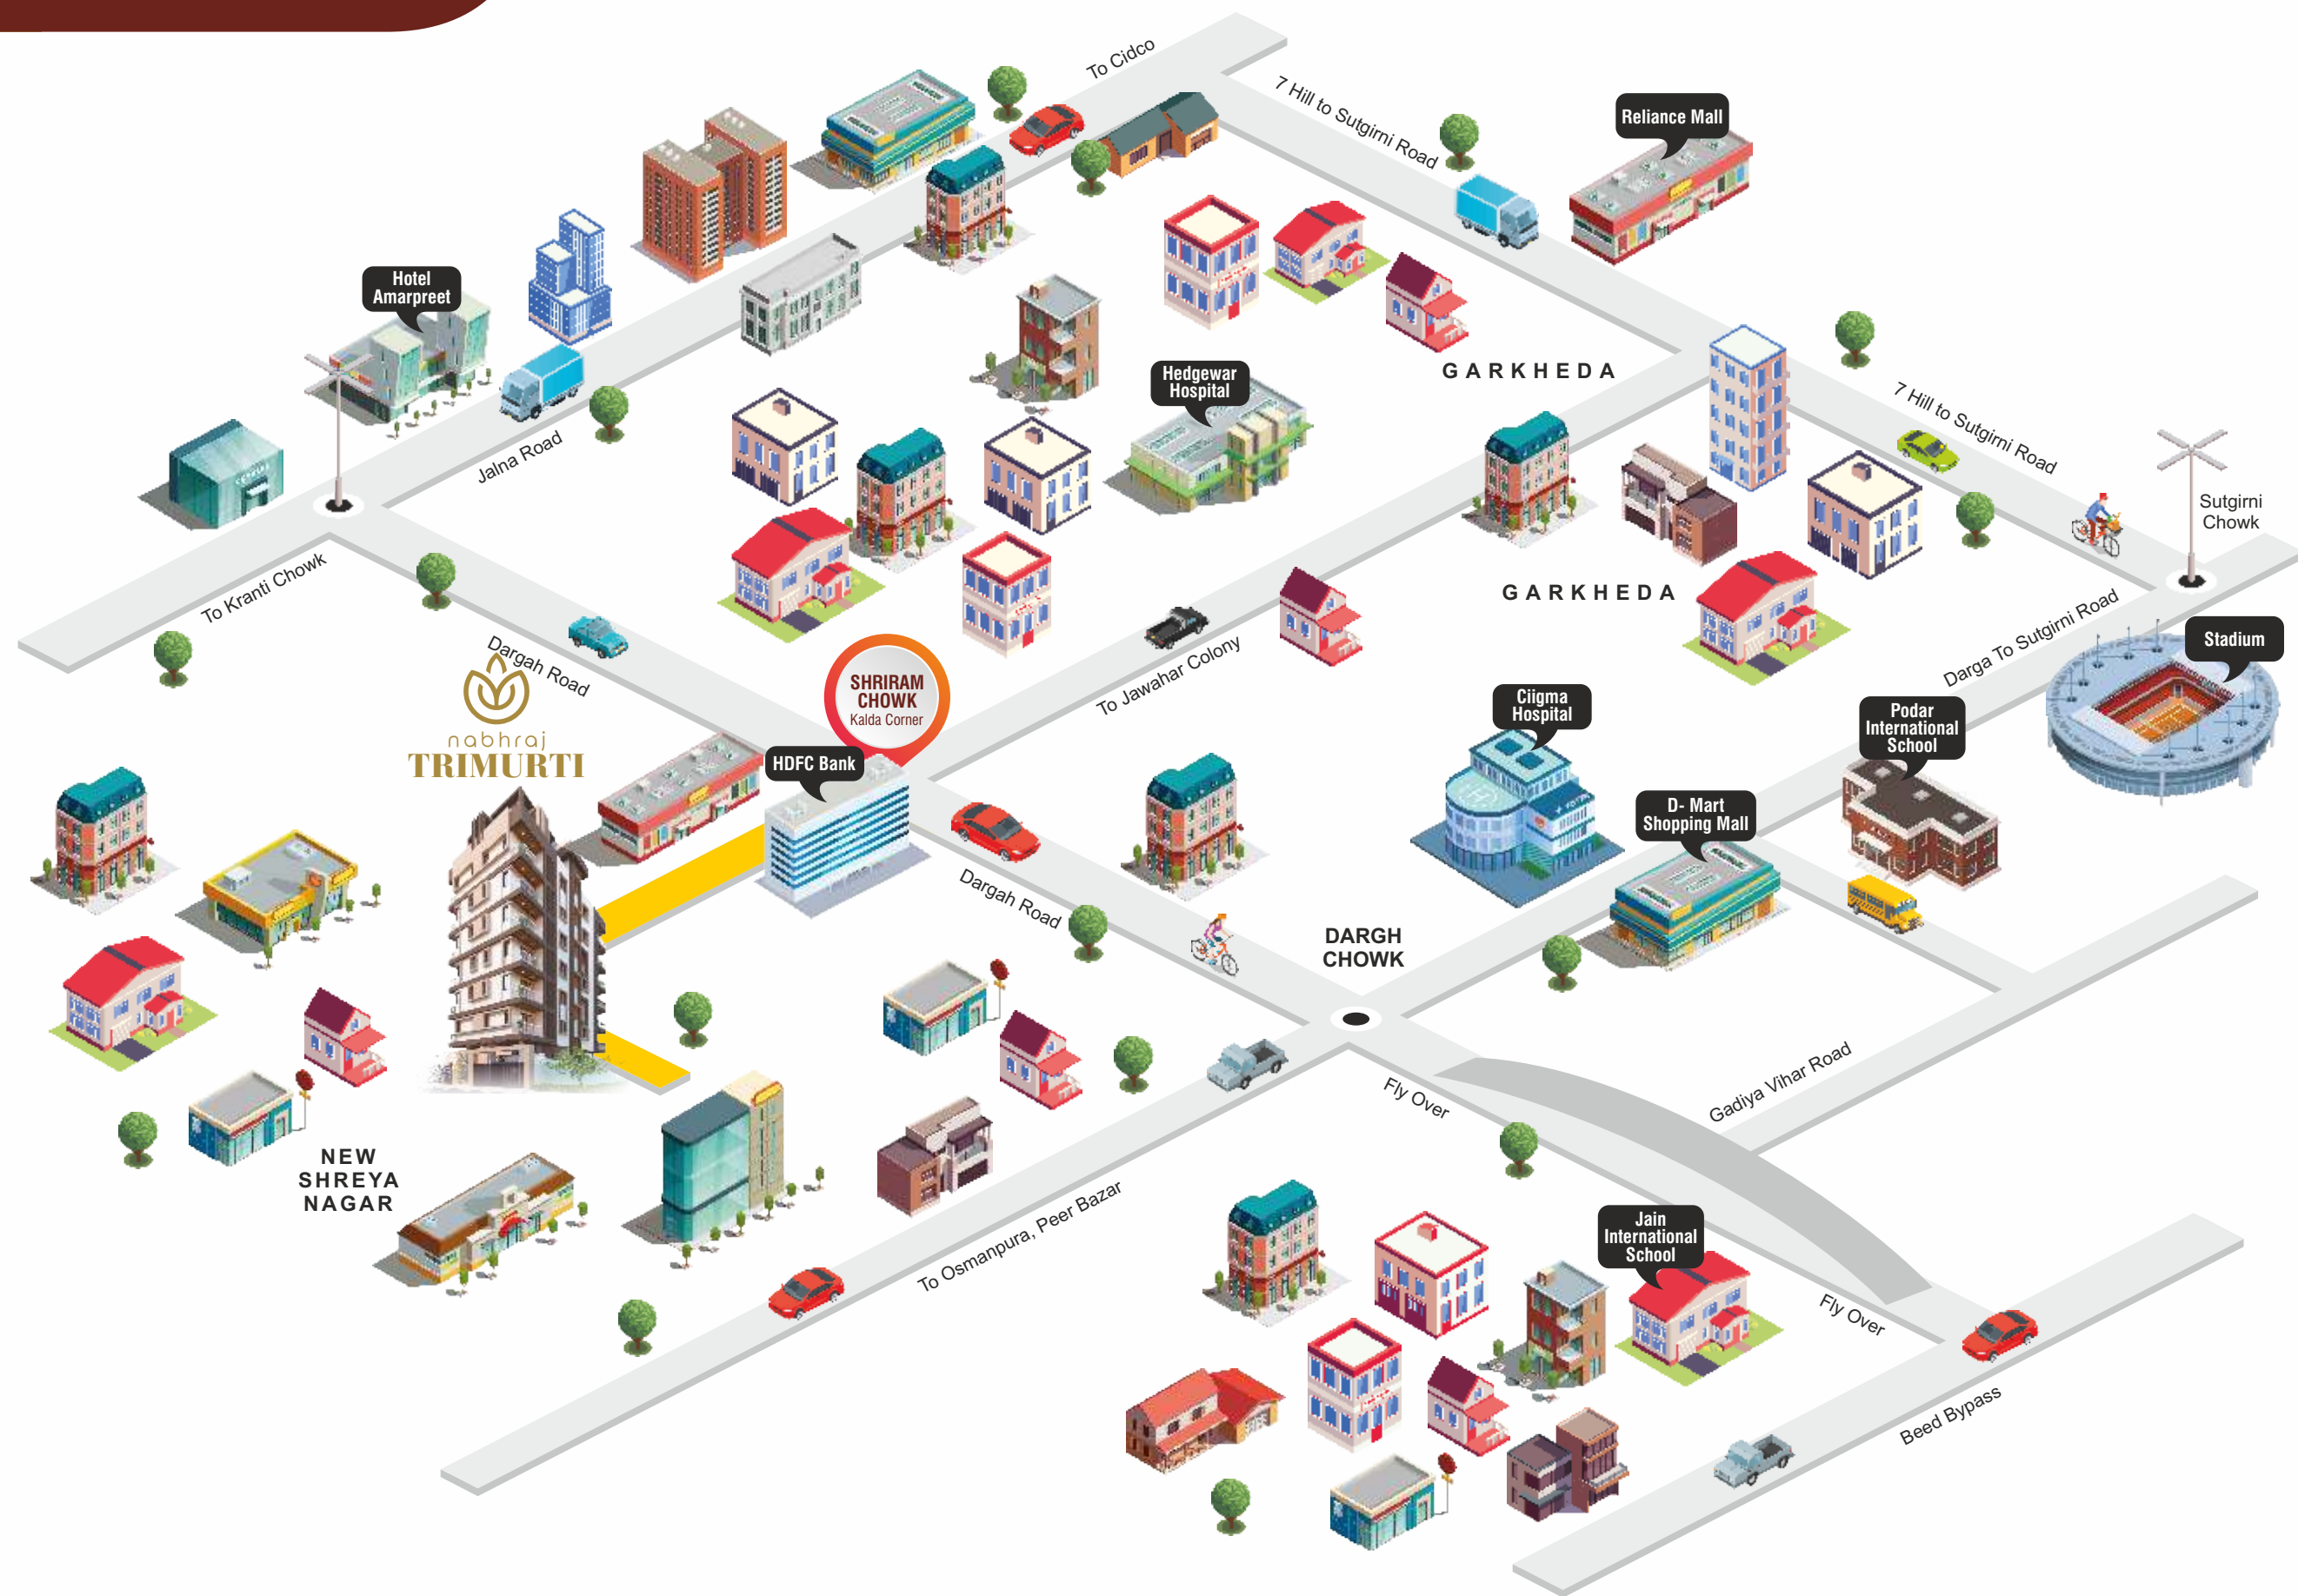 To Cidco
7 Hill to Sutgirni Road
Reliance Mall
Hotel
Amarpreet
Jalna Road
Hedgewar
Hospital
GARKHEDA
7 Hill to Sutgirni Road
Sutgirni
Chowk
To Kranti Chowk
Dargah Road
GARKHEDA
Darga To Sutgirni Road
Stadium
nabhraj
TRIMURTI
SHRIRAM
CHOWK
Kalda Corner
To Jawahar Colony
HDFC Bank
Ciigma
Hospital
Podar
International
School
D- Mart
Shopping Mall
Dargah Road
DARGH
CHOWK
Fly Over
Gadiya Vihar Road
NEW
SHREYA
NAGAR
To Osmanpura, Peer Bazar
Jain
International
School
Fly Over
Beed Bypass